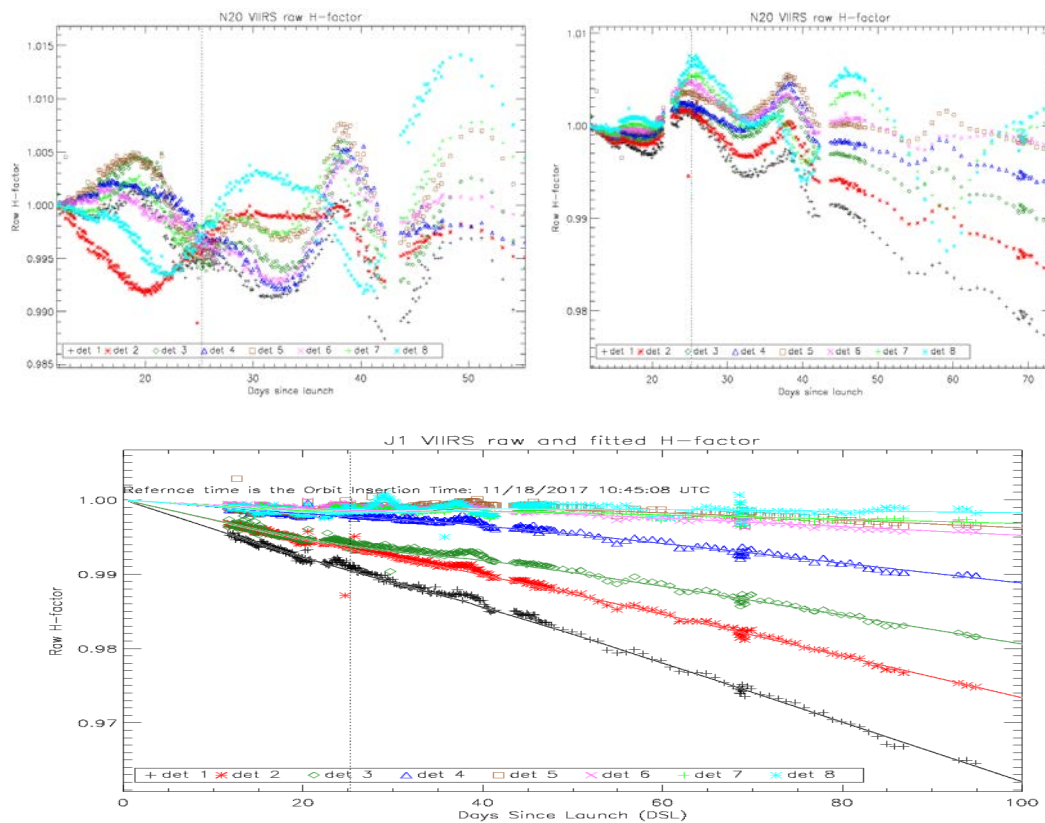 N20 VIIRS raw H-factor
1.015
1.010
1.005
1.000
0.995
0.990
0.985
Raw H-factor
+ det 1 * det 2 ◇ det 3 △ det 4 □ det 5 × det 6 + det 7 * det 8
20 30 40 50
Days since launch
N20 VIIRS raw H-factor
1.01
1.00
0.99
0.98
Raw H-factor
+ det 1 * det 2 ◇ det 3 △ det 4 □ det 5 × det 6 + det 7 * det 8
20 30 40 50 60 70
Days since launch
J1 VIIRS raw and fitted H-factor
Refrence time is the Orbit Insertion Time: 11/18/2017 10:45:08 UTC
1.00
0.99
0.98
0.97
Raw H-factor
+ det 1 * det 2 ◇ det 3 △ det 4 □ det 5 × det 6 + det 7 * det 8
0 20 40 60 80 100
Days Since Launch (DSL)